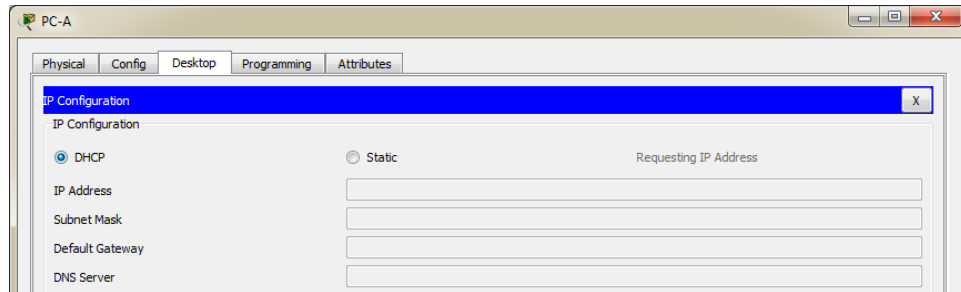 PC-A
Physical Config Desktop Programming Attributes
IP Configuration X
IP Configuration
DHCP Static Requesting IP Address
IP Address
Subnet Mask
Default Gateway
DNS Server